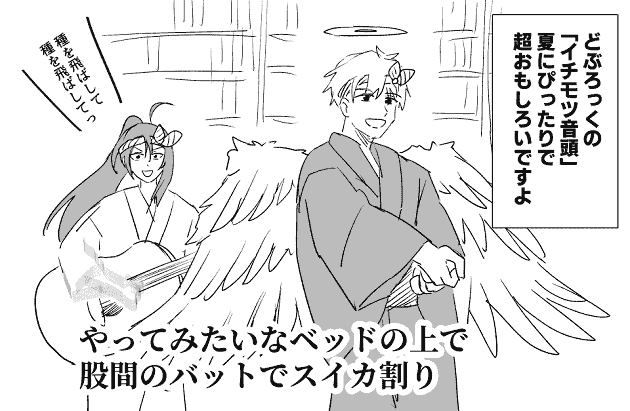 どぶろっくの
「イチモツ音頭」
夏にぴったりで
超おもしろいですよ
種を飛ばして
種を飛ばしてっ
やってみたいなベッドの上で
股間のバットでスイカ割り